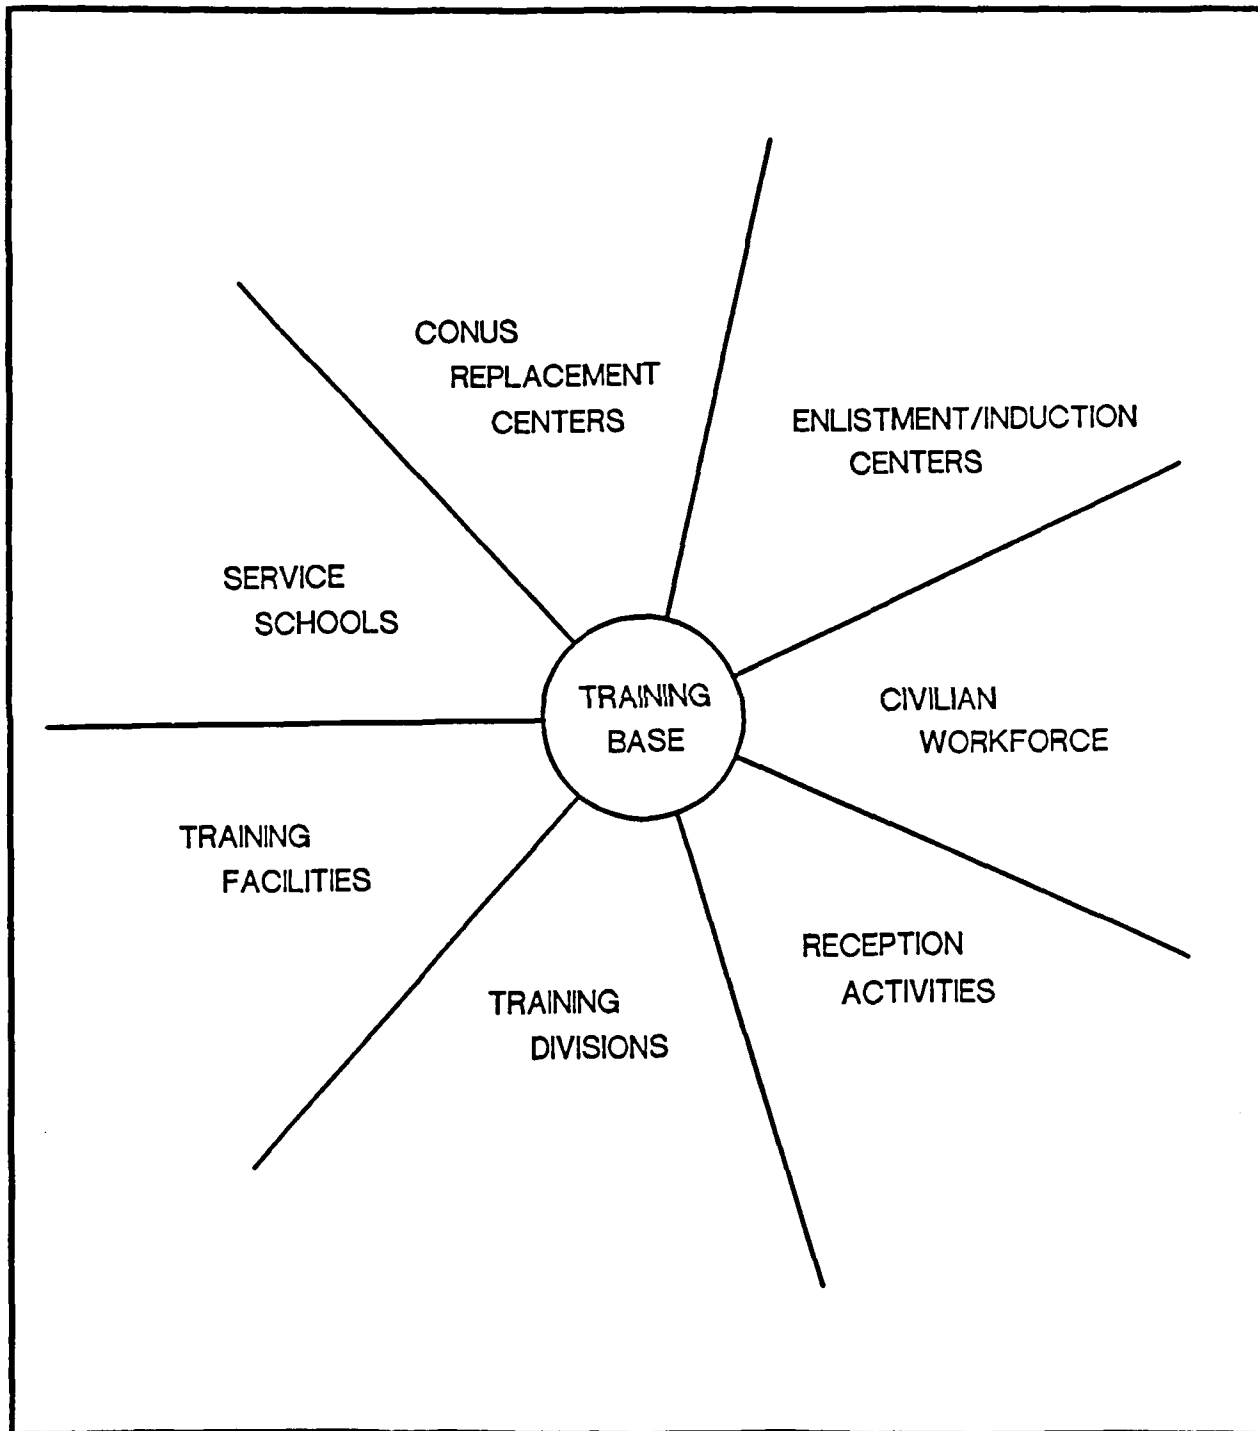 CONUS
REPLACEMENT
CENTERS
ENLISTMENT/INDUCTION
CENTERS
SERVICE
SCHOOLS
TRAINING
BASE
CIVILIAN
WORKFORCE
TRAINING
FACILITIES
RECEPTION
ACTIVITIES
TRAINING
DIVISIONS